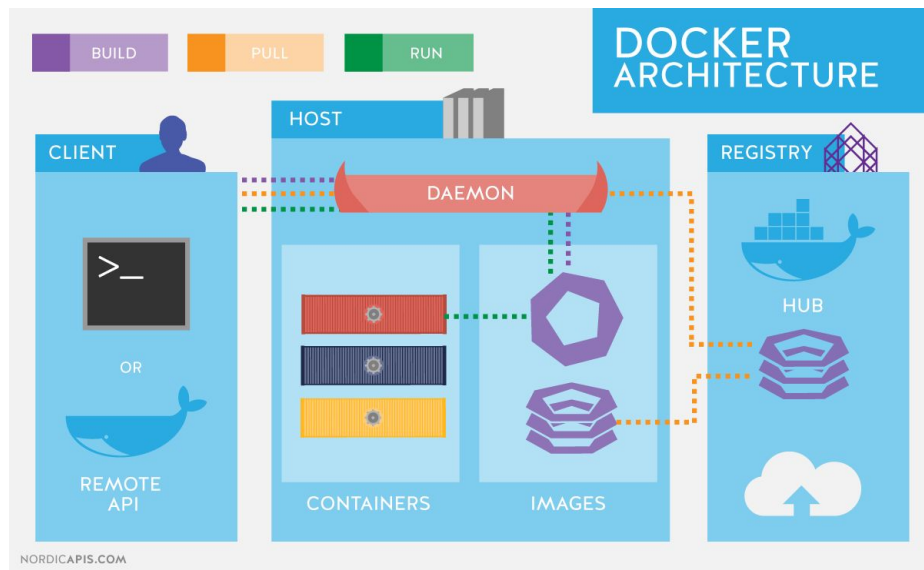 BUILD
PULL
RUN
DOCKER
ARCHITECTURE
CLIENT
HOST
REGISTRY
DAEMON
>_
OR
REMOTE
API
CONTAINERS
IMAGES
HUB
NORDICAPIS.COM